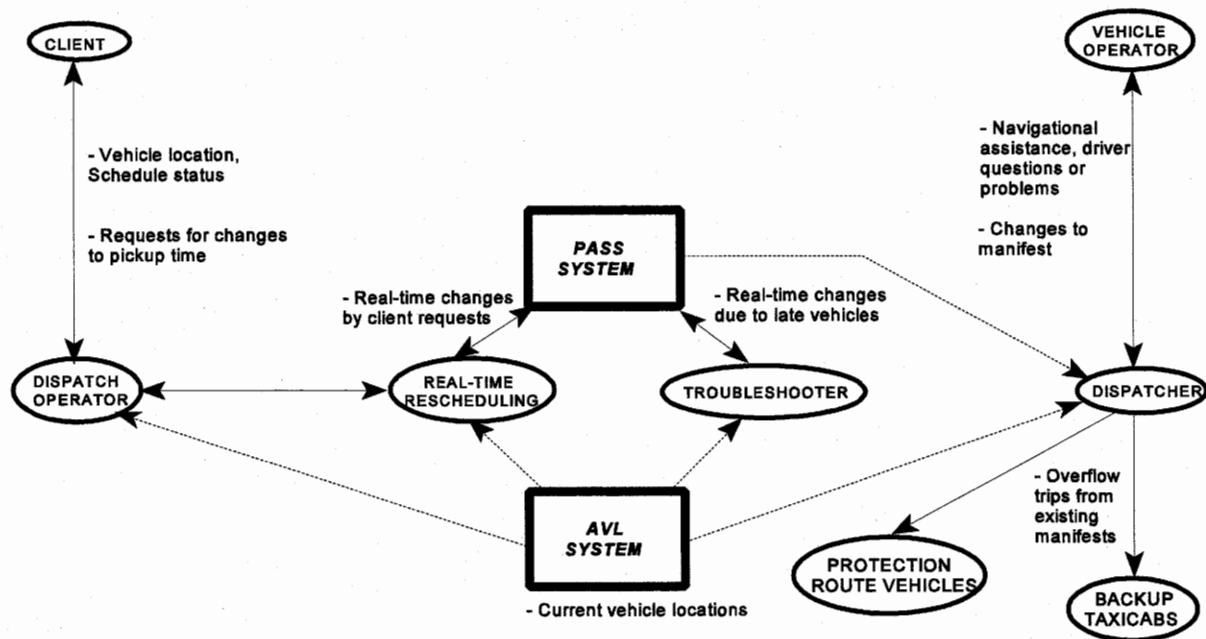 CLIENT
VEHICLE
OPERATOR
- Vehicle location,
Schedule status
- Requests for changes
to pickup time
- Navigational
assistance, driver
questions or
problems
- Changes to
manifest
PASS
SYSTEM
- Real-time changes
by client requests
- Real-time changes
due to late vehicles
DISPATCH
OPERATOR
REAL-TIME
RESCHEDULING
TROUBLESHOOTER
DISPATCHER
AVL
SYSTEM
- Current vehicle locations
- Overflow
trips from
existing
manifests
PROTECTION
ROUTE VEHICLES
BACKUP
TAXICABS